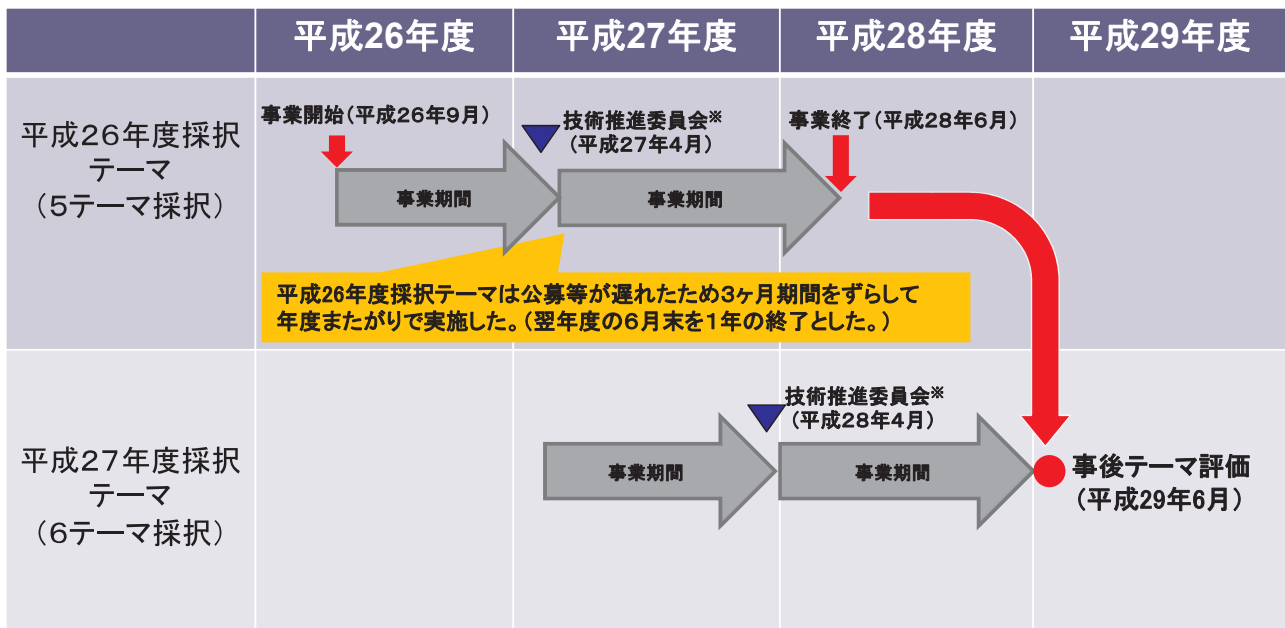 平成26年度 平成27年度 平成28年度 平成29年度
平成26年度採択
テーマ
（5テーマ採択）
事業開始（平成26年9月）
技術推進委員会※
（平成27年4月）
事業終了（平成28年6月）
事業期間
事業期間
平成26年度採択テーマは公募等が遅れたため3ヶ月期間をずらして
年度またがりで実施した。（翌年度の6月末を1年の終了とした。）
平成27年度採択
テーマ
（6テーマ採択）
技術推進委員会※
（平成28年4月）
事業期間
事業期間
事後テーマ評価
（平成29年6月）